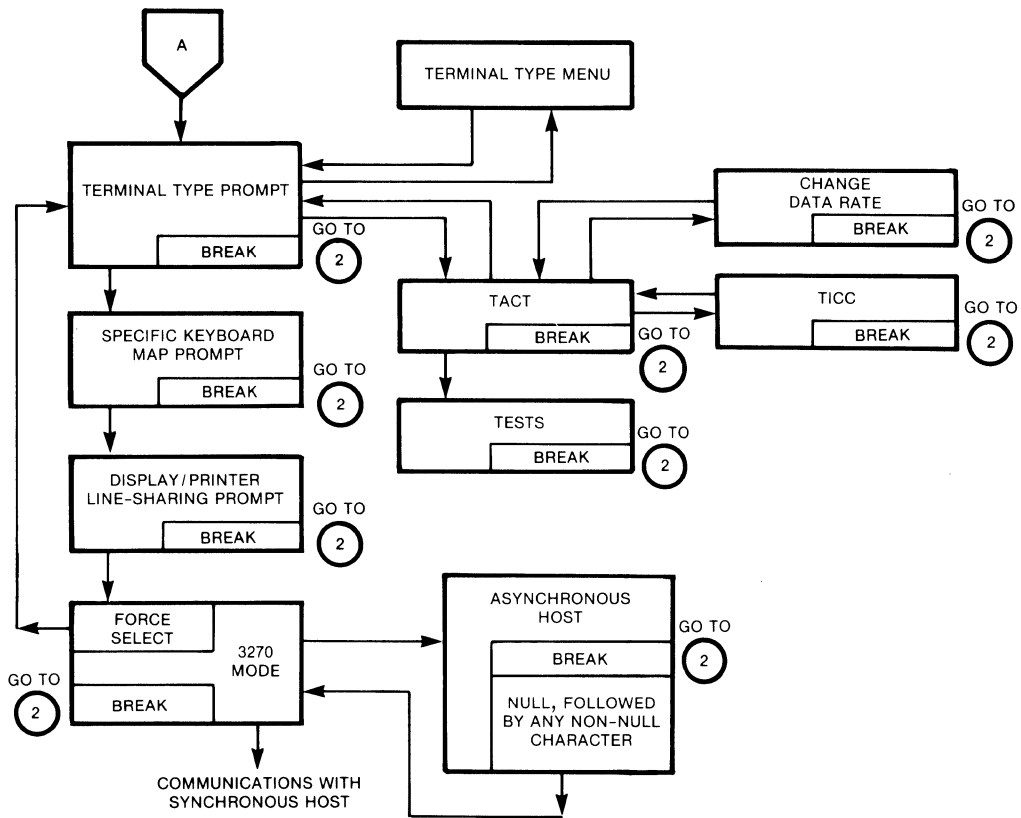 A
TERMINAL TYPE MENU
TERMINAL TYPE PROMPT
BREAK
GO TO
2
CHANGE
DATA RATE
BREAK
GO TO
2
TACT
BREAK
GO TO
2
TICC
BREAK
GO TO
2
SPECIFIC KEYBOARD
MAP PROMPT
BREAK
GO TO
2
TESTS
BREAK
GO TO
2
DISPLAY/PRINTER
LINE-SHARING PROMPT
BREAK
GO TO
2
FORCE
SELECT
3270
MODE
BREAK
GO TO
2
ASYNCHRONOUS
HOST
BREAK
GO TO
2
NULL, FOLLOWED
BY ANY NON-NULL
CHARACTER
COMMUNICATIONS WITH
SYNCHRONOUS HOST